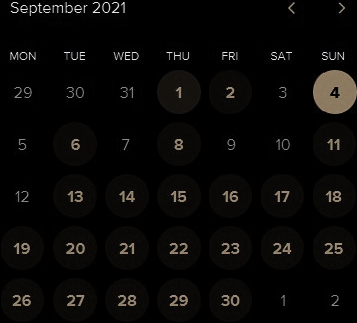 September 2021
MON TUE WED THU FRI SAT SUN
29 30 31 1 2 3 4
5 6 7 8 9 10 11
12 13 14 15 16 17 18
19 20 21 22 23 24 25
26 27 28 29 30 1 2